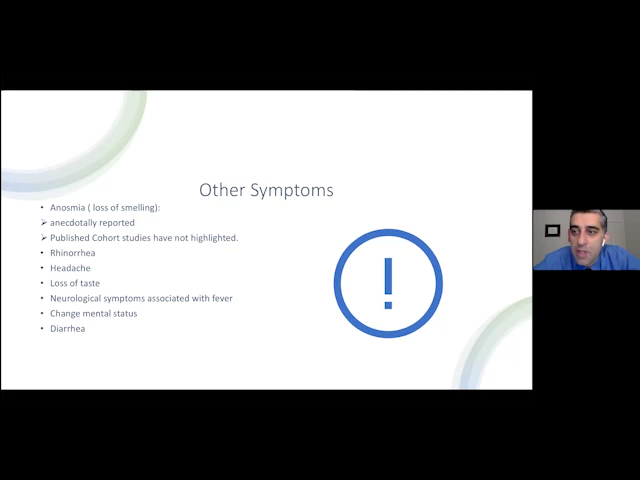 Other Symptoms
• Anosmia ( loss of smelling):
➢ anecdotally reported
➢ Published Cohort studies have not highlighted.
• Rhinorrhea
• Headache
• Loss of taste
• Neurological symptoms associated with fever
• Change mental status
• Diarrhea
!